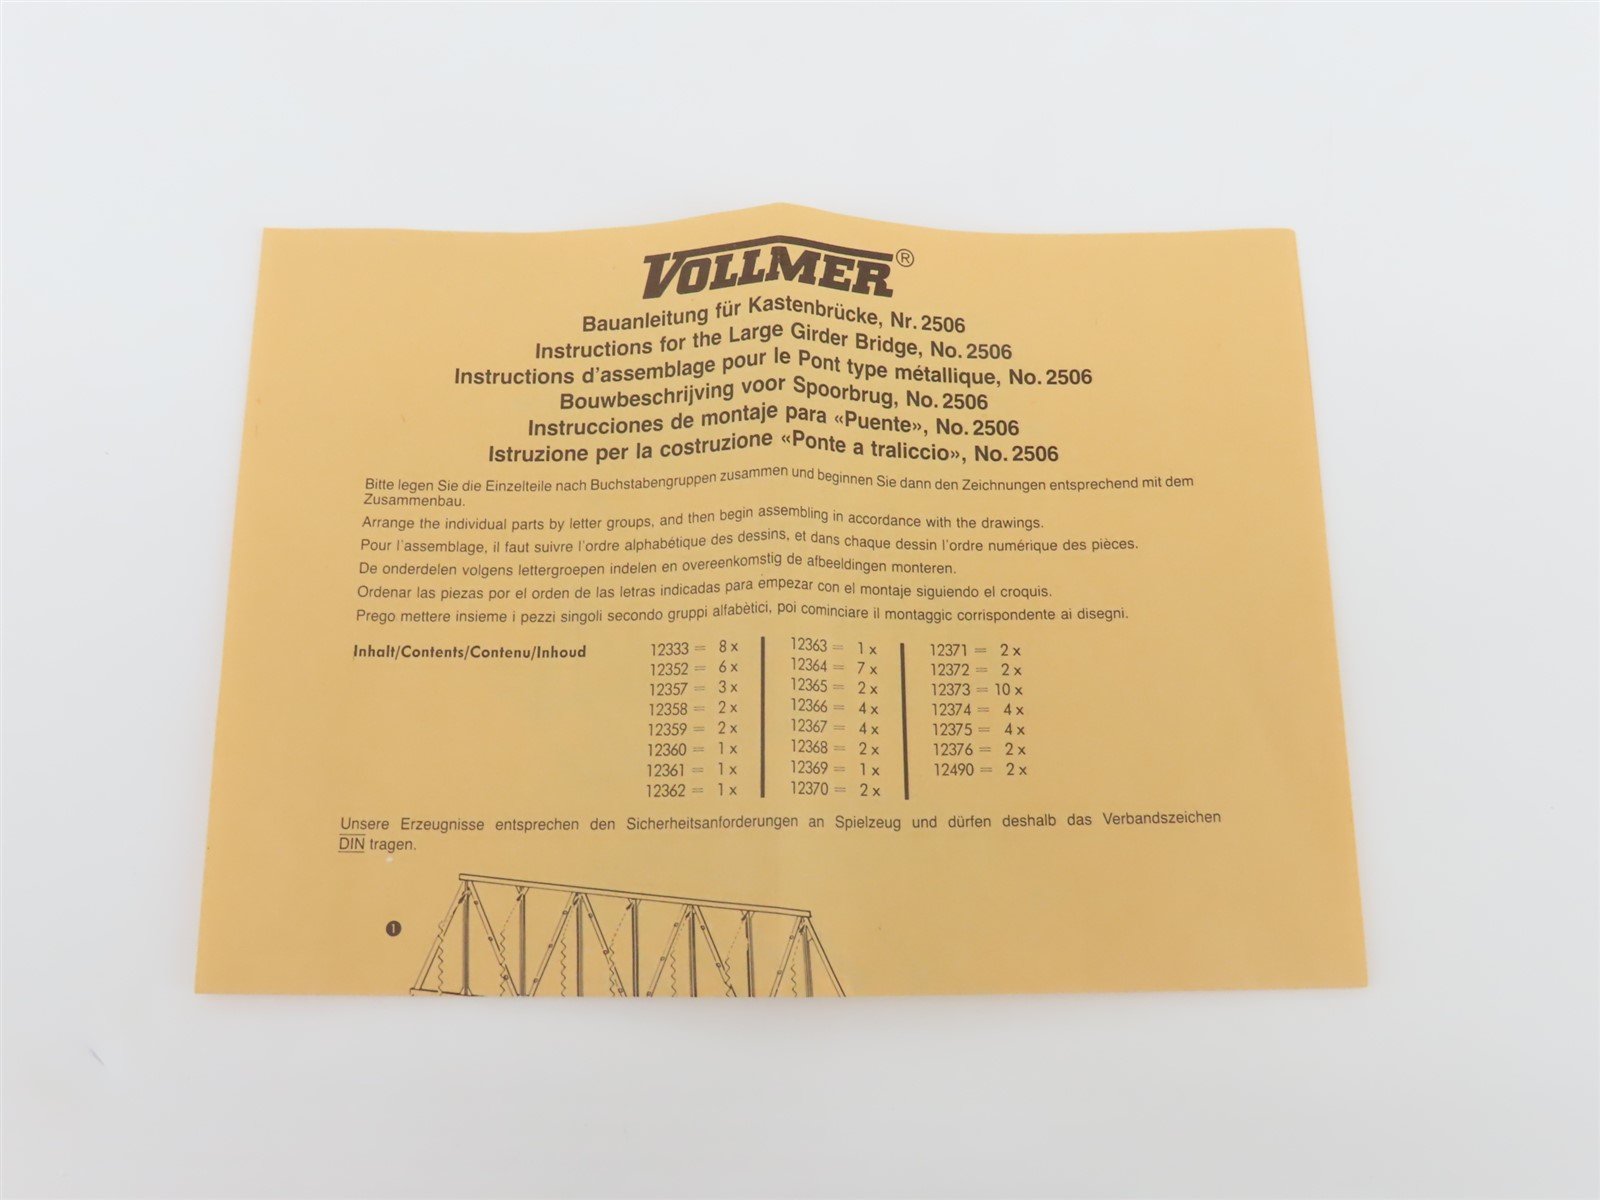 VOLLMER®
Bauanleitung für Kastenbrücke, Nr. 2506
Instructions for the Large Girder Bridge, No. 2506
Instructions d'assemblage pour le Pont type métallique, No. 2506
Bouwbeschrijving voor Spoorbrug, No. 2506
Instrucciones de montaje para «Puente», No. 2506
Istruzione per la costruzione «Ponte a traliccio», No. 2506
Bitte legen Sie die Einzelteile nach Buchstabengruppen zusammen und beginnen Sie dann den Zeichnungen entsprechend mit dem
Zusammenbau.
Arrange the individual parts by letter groups, and then begin assembling in accordance with the drawings.
Pour l'assemblage, il faut suivre l'ordre alphabétique des dessins, et dans chaque dessin l'ordre numérique des pièces.
De onderdelen volgens lettergroepen indelen en overeenkomstig de afbeeldingen monteren.
Ordenar las piezas por el orden de las letras indicadas para empezar con el montaje siguiendo el croquis.
Prego mettere insieme i pezzi singoli secondo gruppi alfabètici, poi cominciare il montaggic corrispondente ai disegni.
Inhalt/Contents/Contenu/Inhoud
12333 = 8 x
12352 = 6 x
12357 = 3 x
12358 = 2 x
12359 = 2 x
12360 = 1 x
12361 = 1 x
12362 = 1 x
12363 = 1 x
12364 = 7 x
12365 = 2 x
12366 = 4 x
12367 = 4 x
12368 = 2 x
12369 = 1 x
12370 = 2 x
12371 = 2 x
12372 = 2 x
12373 = 10 x
12374 = 4 x
12375 = 4 x
12376 = 2 x
12490 = 2 x
Unsere Erzeugnisse entsprechen den Sicherheitsanforderungen an Spielzeug und dürfen deshalb das Verbandszeichen
DIN tragen.
1